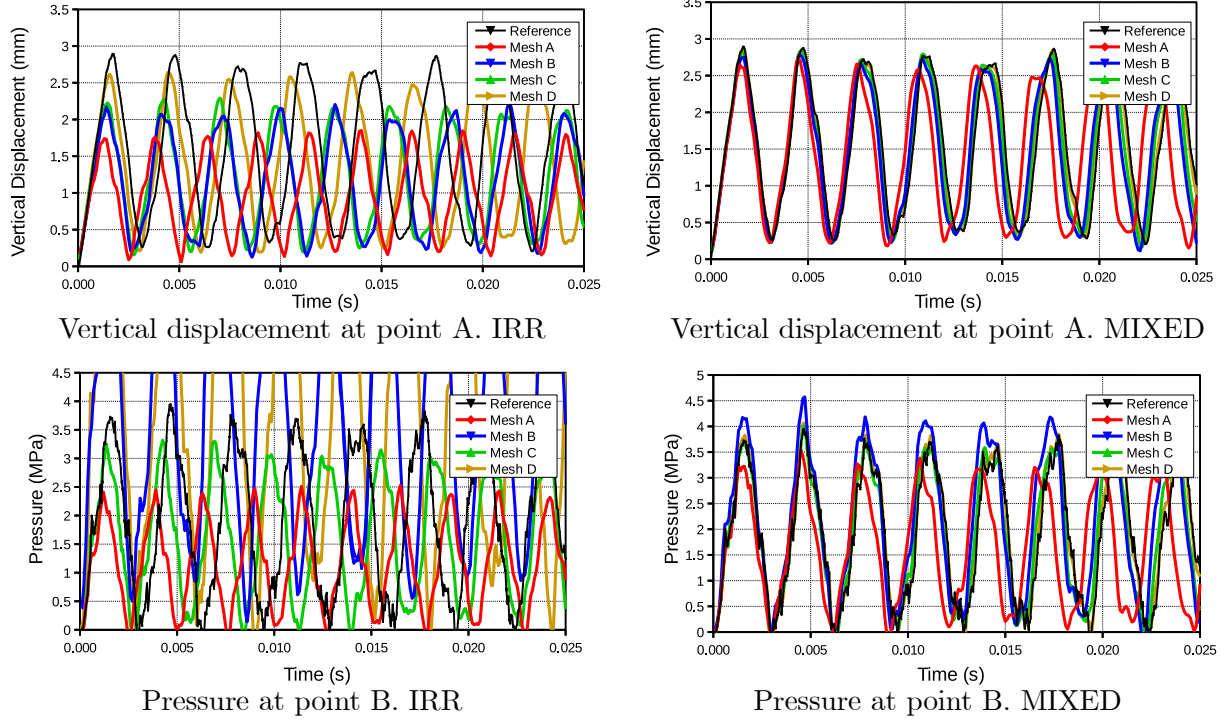 3.5
3
2.5
2
1.5
1
0.5
0
Vertical Displacement (mm)
Reference
Mesh A
Mesh B
Mesh C
Mesh D
0.000 0.005 0.010 0.015 0.020 0.025
Time (s)
Vertical displacement at point A. IRR
3.5
3
2.5
2
1.5
1
0.5
0
Vertical Displacement (mm)
Reference
Mesh A
Mesh B
Mesh C
Mesh D
0.000 0.005 0.010 0.015 0.020 0.025
Time (s)
Vertical displacement at point A. MIXED
4.5
4
3.5
3
2.5
2
1.5
1
0.5
0
Pressure (MPa)
Reference
Mesh A
Mesh B
Mesh C
Mesh D
0.000 0.005 0.010 0.015 0.020 0.025
Time (s)
Pressure at point B. IRR
5
4.5
4
3.5
3
2.5
2
1.5
1
0.5
0
Pressure (MPa)
Reference
Mesh A
Mesh B
Mesh C
Mesh D
0.000 0.005 0.010 0.015 0.020 0.025
Time (s)
Pressure at point B. MIXED